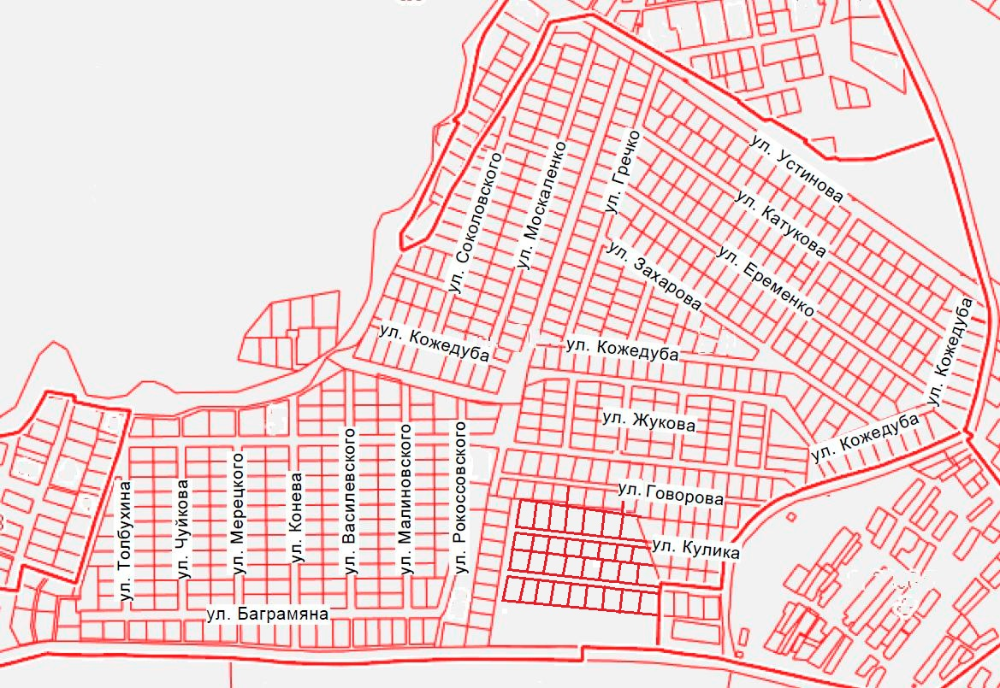 ул. Устинова
ул. Гречко
ул. Москаленко
ул. Соколовского
ул. Катукова
ул. Еременко
ул. Захарова
ул. Кожедуба
ул. Кожедуба
ул. Кожедуба
ул. Кожедуба
ул. Жукова
ул. Говорова
ул. Кулика
ул. Толбухина
ул. Чуйкова
ул. Мерецкого
ул. Конева
ул. Василевского
ул. Малиновского
ул. Рокоссовского
ул. Баграмяна